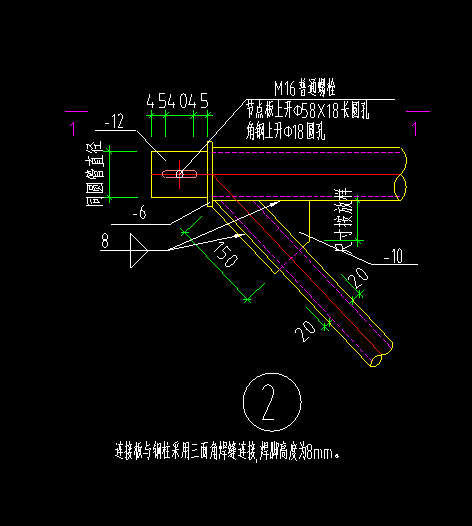 M16普通螺栓
节点板上开Φ58X18长圆孔
角钢上开Φ18圆孔
45 40 45
1
1
-12
同圆管直径
-6
8
150
尺寸按放样
-10
20
20
2
连接板与钢柱采用三面角焊缝连接,焊脚高度为8mm。